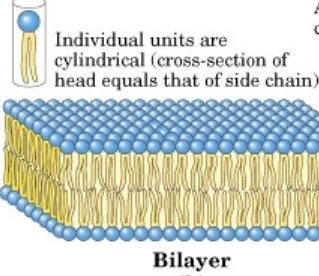 Individual units are
cylindrical (cross-section of
head equals that of side chain)
Bilayer